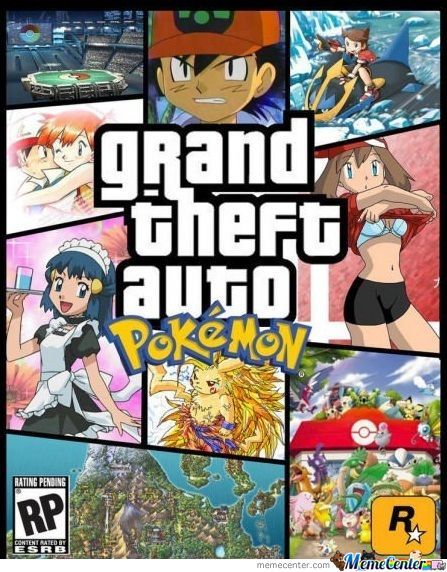 grand
theft
auto
POKéMON
RATING PENDING
RP
CONTENT RATED BY
ESRB
R
memecenter.com
MemeCenter